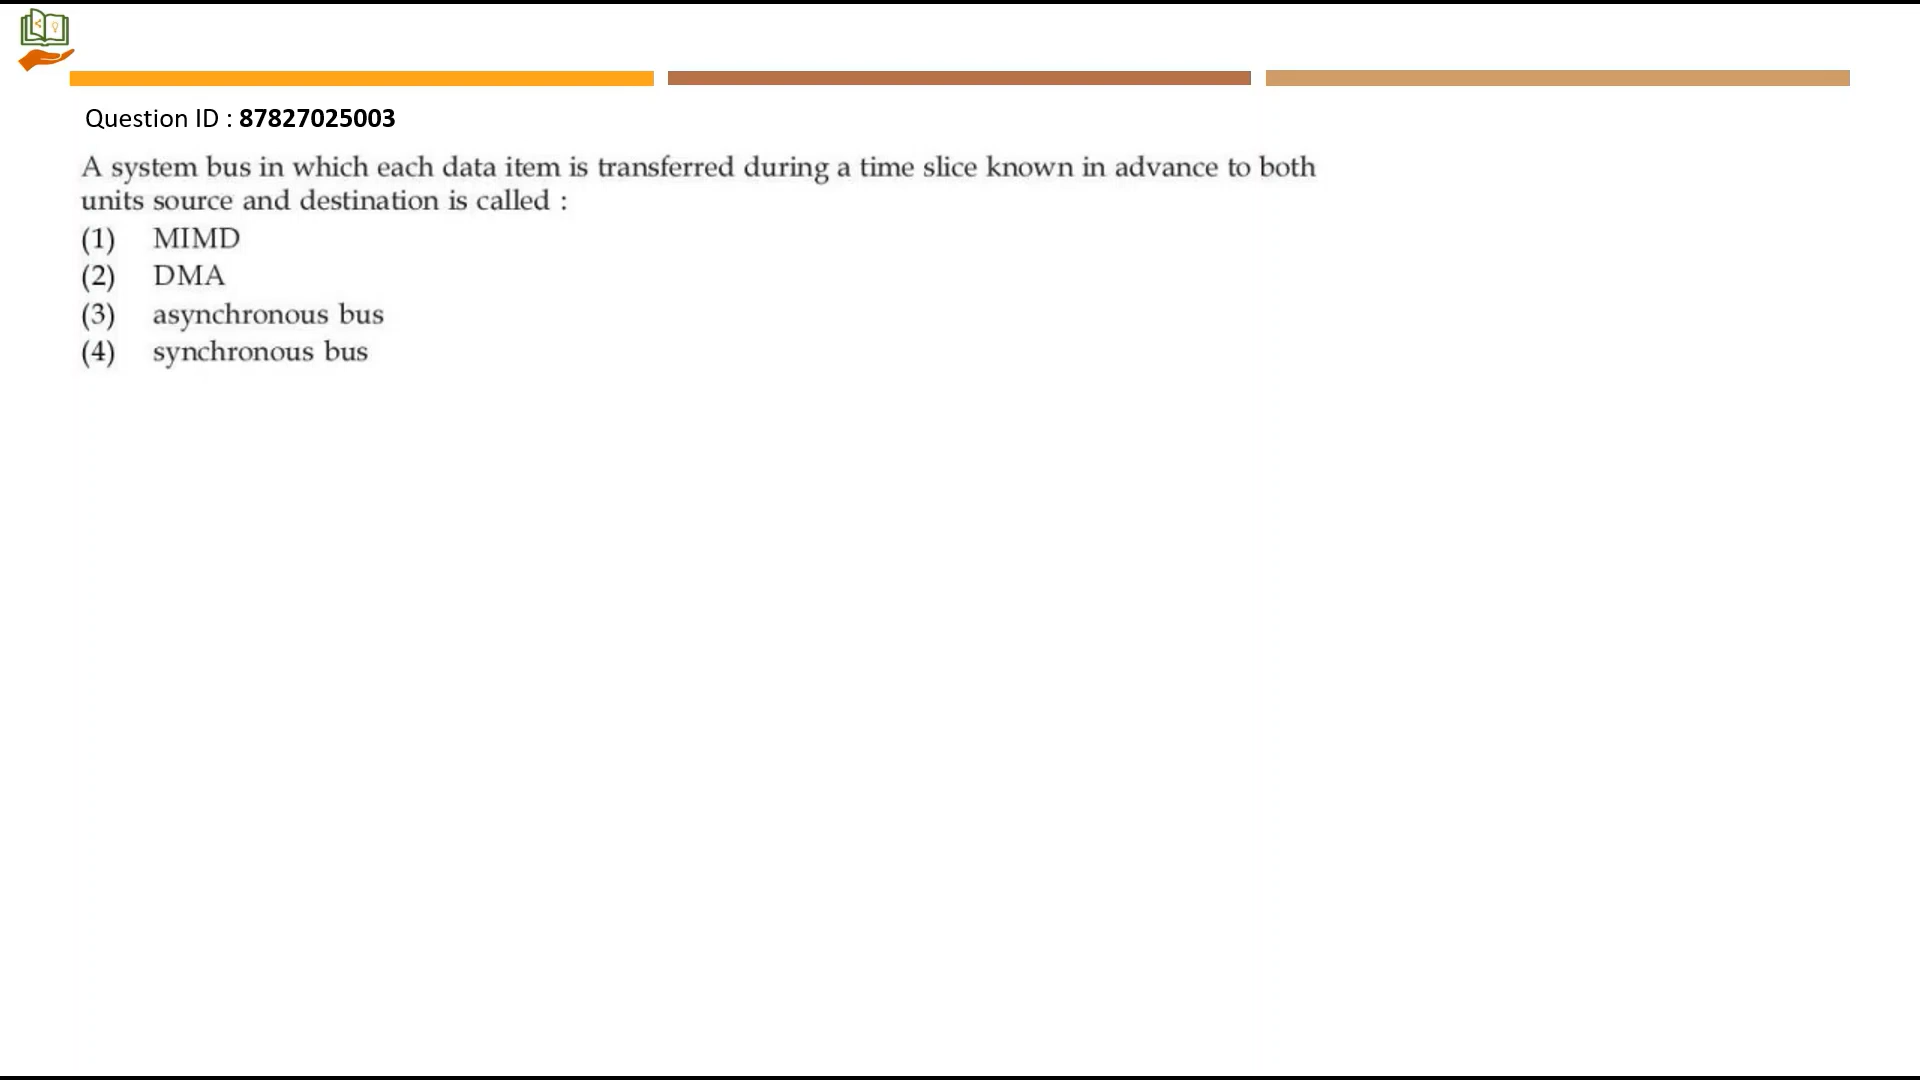 Question ID : 87827025003
A system bus in which each data item is transferred during a time slice known in advance to both
units source and destination is called :
(1) MIMD
(2) DMA
(3) asynchronous bus
(4) synchronous bus